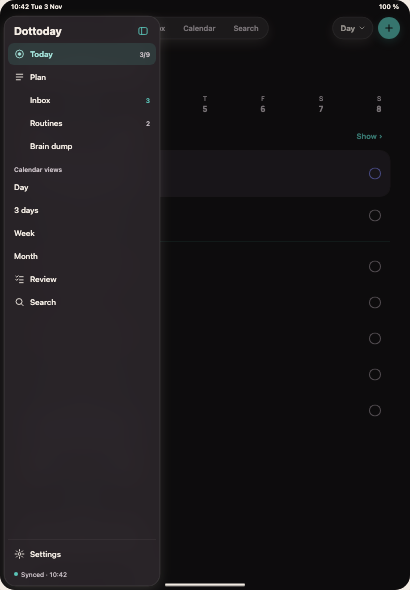 10:42 Tue 3 Nov
100 %
Dottoday
Calendar
Search
Day
Today 3/9
Plan
Inbox 3
Routines 2
Brain dump
Calendar views
Day
3 days
Week
Month
Review
Search
T F S S
5 6 7 8
Show ›
Settings
Synced · 10:42